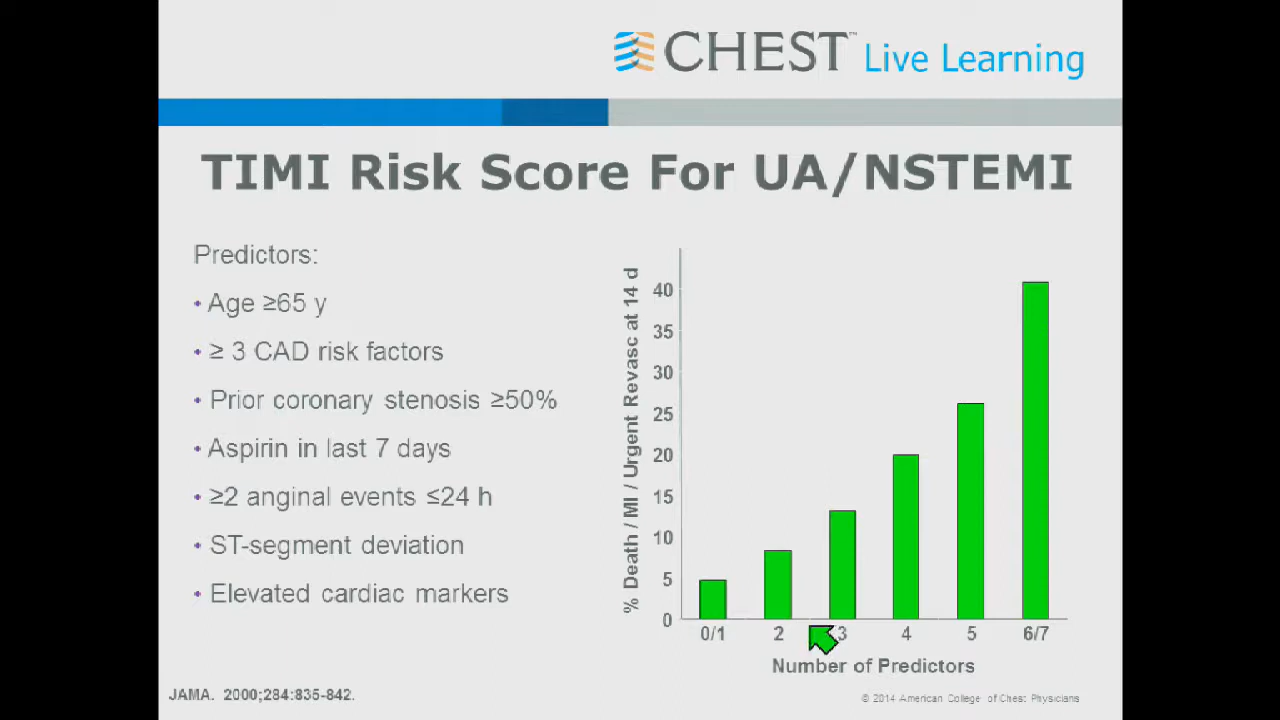 CHEST™ Live Learning
TIMI Risk Score For UA/NSTEMI
Predictors:
• Age ≥65 y
• ≥ 3 CAD risk factors
• Prior coronary stenosis ≥50%
• Aspirin in last 7 days
• ≥2 anginal events ≤24 h
• ST-segment deviation
• Elevated cardiac markers
% Death / MI / Urgent Revasc at 14 d
40
35
30
25
20
15
10
5
0
0/1 2 3 4 5 6/7
Number of Predictors
JAMA. 2000;284:835-842.
© 2014 American College of Chest Physicians